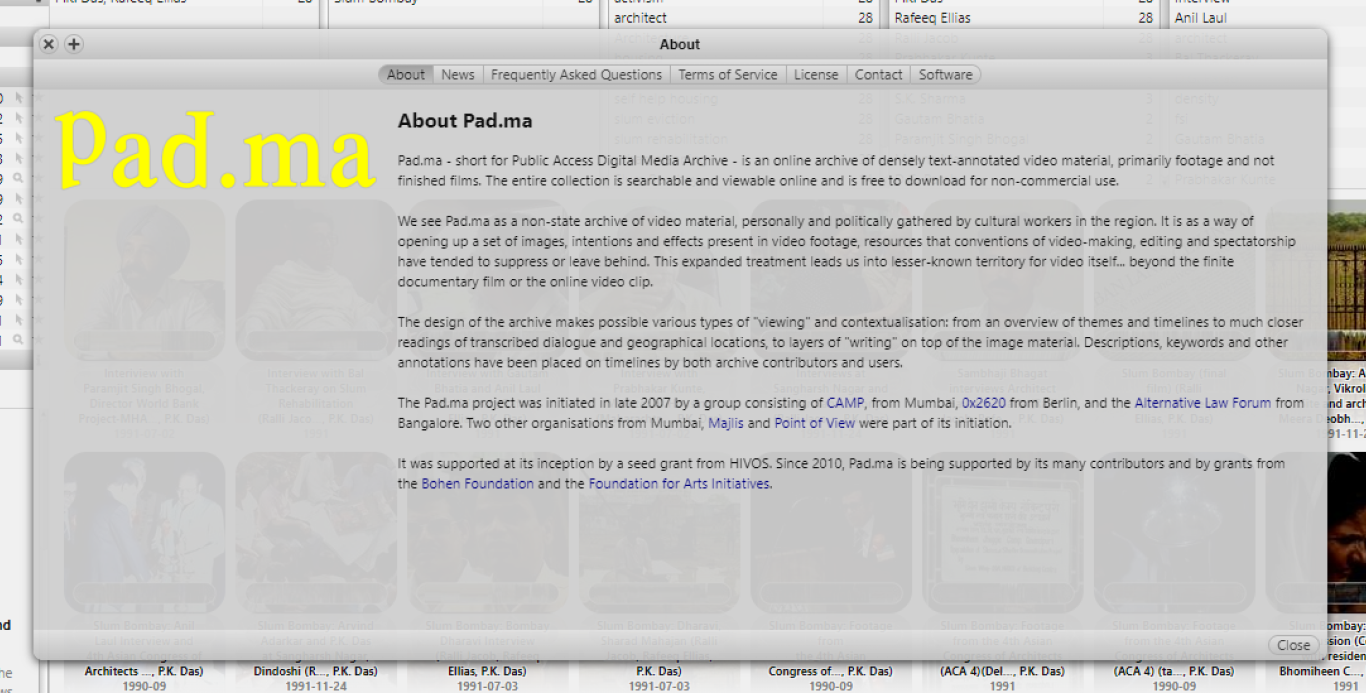 Rafeeq Ellias
architect 28 Rafeeq Ellias 28 Anil Laul
About
About News Frequently Asked Questions Terms of Service License Contact Software
Pad.ma
About Pad.ma
Pad.ma - short for Public Access Digital Media Archive - is an online archive of densely text-annotated video material, primarily footage and not
finished films. The entire collection is searchable and viewable online and is free to download for non-commercial use.
We see Pad.ma as a non-state archive of video material, personally and politically gathered by cultural workers in the region. It is as a way of
opening up a set of images, intentions and effects present in video footage, resources that conventions of video-making, editing and spectatorship
have tended to suppress or leave behind. This expanded treatment leads us into lesser-known territory for video itself... beyond the finite
documentary film or the online video clip.
The design of the archive makes possible various types of "viewing" and contextualisation: from an overview of themes and timelines to much closer
readings of transcribed dialogue and geographical locations, to layers of "writing" on top of the image material. Descriptions, keywords and other
annotations have been placed on timelines by both archive contributors and users.
The Pad.ma project was initiated in late 2007 by a group consisting of CAMP, from Mumbai, 0x2620 from Berlin, and the Alternative Law Forum from
Bangalore. Two other organisations from Mumbai, Majlis and Point of View were part of its initiation.
It was supported at its inception by a seed grant from HIVOS. Since 2010, Pad.ma is being supported by its many contributors and by grants from
the Bohen Foundation and the Foundation for Arts Initiatives.
Close
Architects ..., P.K. Das) Dindoshi (R..., P.K. Das) Ellias, P.K. Das) P.K. Das) Congress of..., P.K. Das) (ACA 4)(Del..., P.K. Das) (ACA 4) (ta..., P.K. Das) Bhomiheen C...,
1990-09 1991-11-24 1991-07-03 1991-07-03 1990-09 1991 1990-09 1991